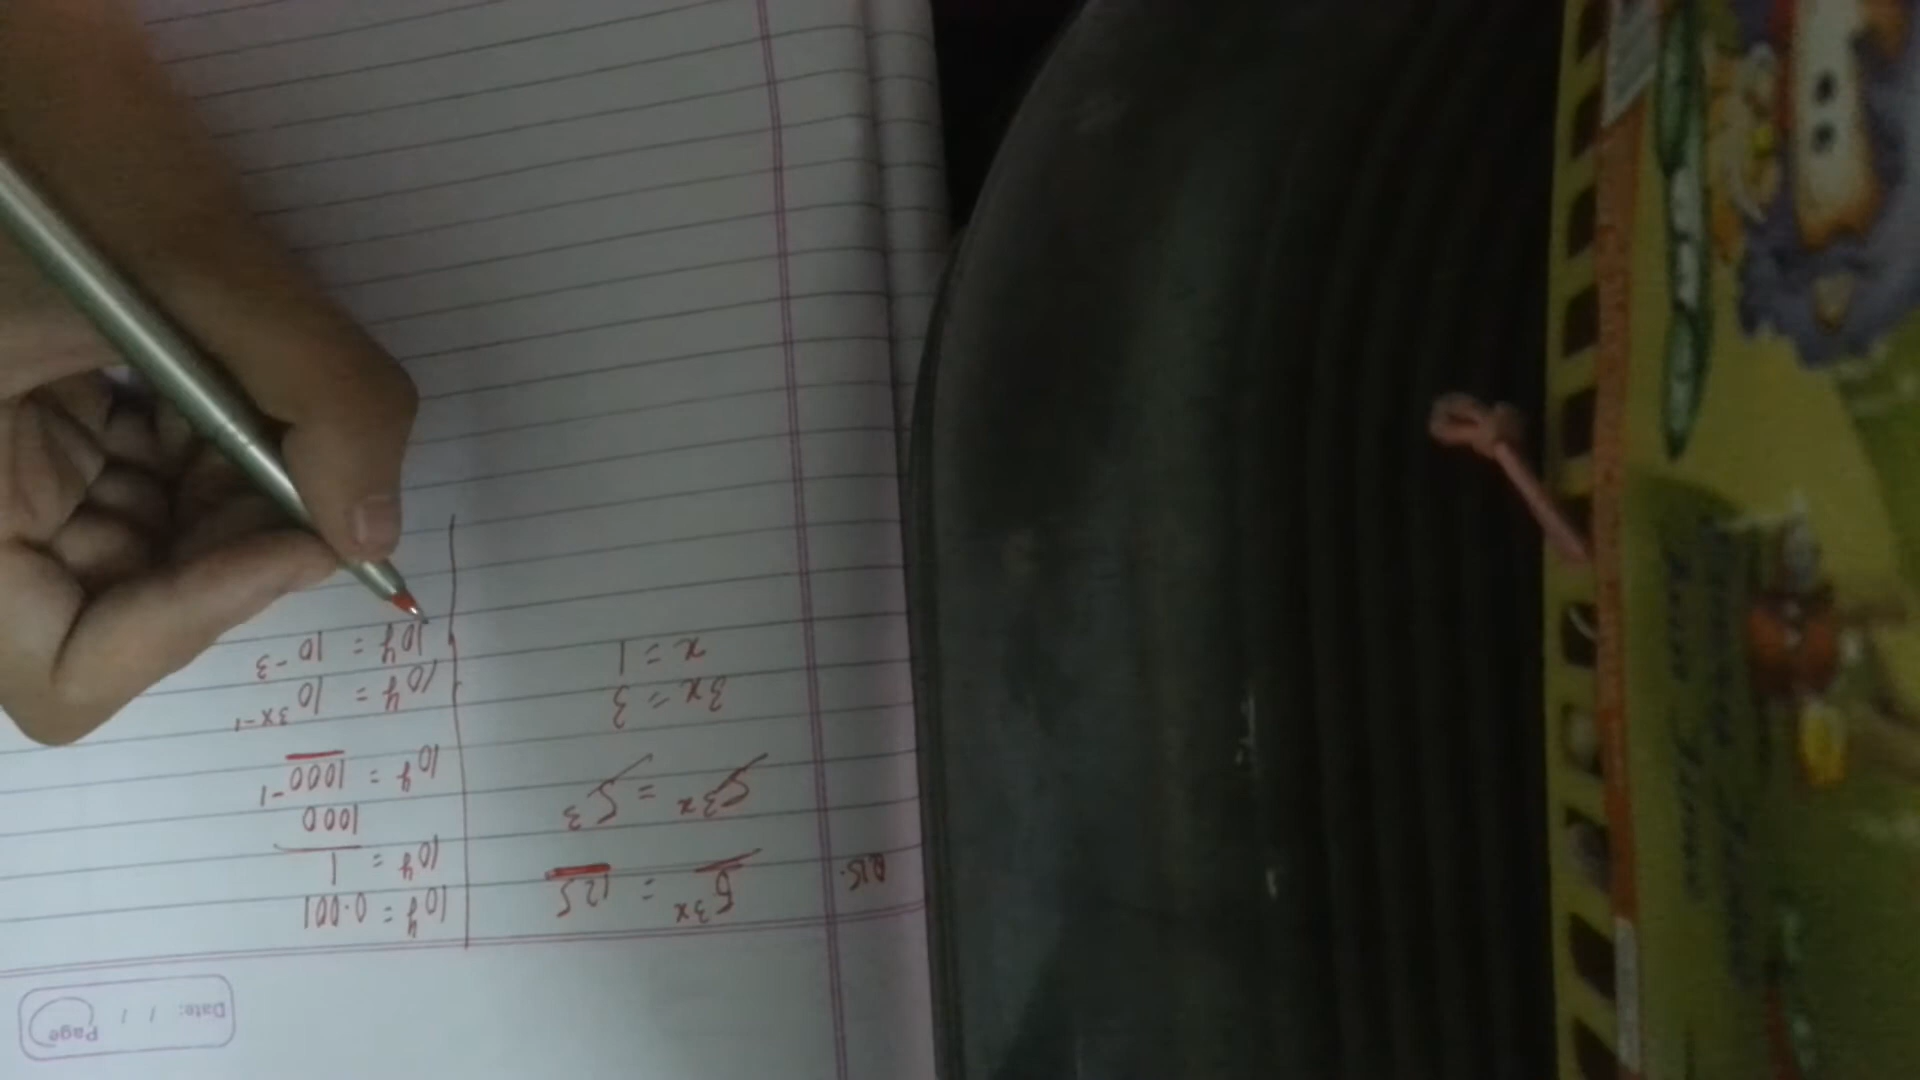 Date: / / Page
Q15.
5^3x = 125
5^3x = 5^3
3x = 3
x = 1
10^y = 0.001
10^y = 1
1000
10^y = 1000^-1
10^y = 10^3x-1
10^y = 10^-3